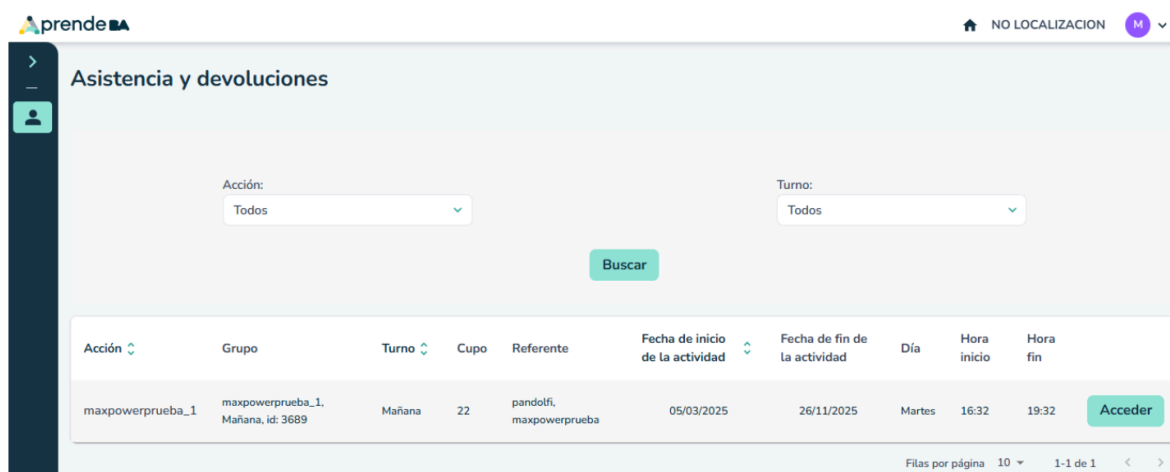 Aprende BA
NO LOCALIZACION
M
Asistencia y devoluciones
Acción:
Todos
Turno:
Todos
Buscar
Acción
Grupo
Turno
Cupo
Referente
Fecha de inicio
de la actividad
Fecha de fin de
la actividad
Día
Hora
inicio
Hora
fin
maxpowerprueba_1
maxpowerprueba_1,
Mañana, id: 3689
Mañana
22
pandolfi,
maxpowerprueba
05/03/2025
26/11/2025
Martes
16:32
19:32
Acceder
Filas por página 10 1-1 de 1